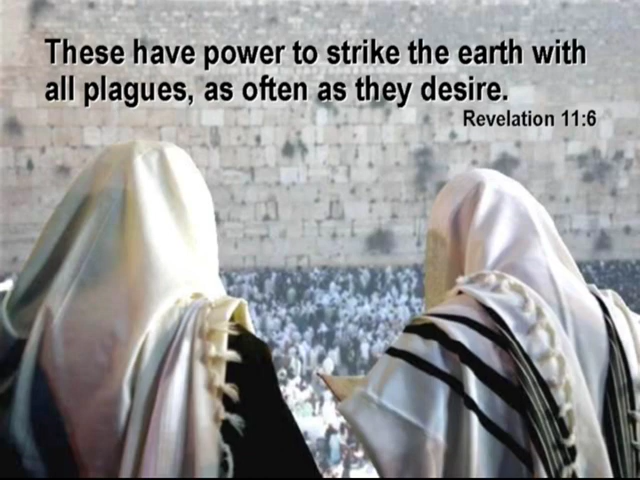 These have power to strike the earth with
all plagues, as often as they desire.
Revelation 11:6